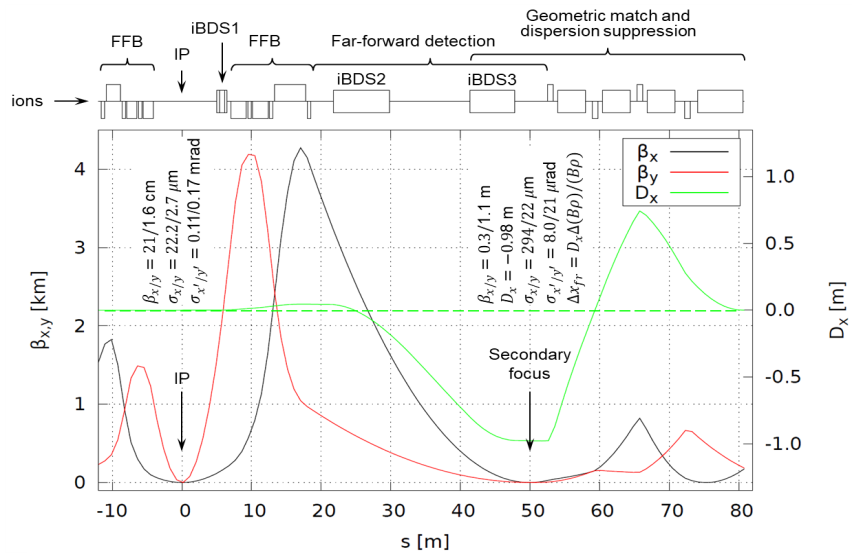 Geometric match and
dispersion suppression
iBDS1
FFB
IP
FFB
Far-forward detection
iBDS2
iBDS3
ions
β_x
β_y
D_x
β_{x/y} = 21/1.6 cm
σ_{x/y} = 22.2/2.7 μm
σ_{x'/y'} = 0.11/0.17 mrad
β_{x/y} = 0.3/1.1 m
D_x = −0.98 m
σ_{x/y} = 294/22 μm
σ_{x'/y'} = 8.0/21 μrad
Δx_{fr} = D_xΔ(Bρ)/(Bρ)
IP
Secondary
focus
β_{x,y} [km]
4
3
2
1
0
D_x [m]
1.0
0.5
0.0
-0.5
-1.0
-10 0 10 20 30 40 50 60 70 80
s [m]